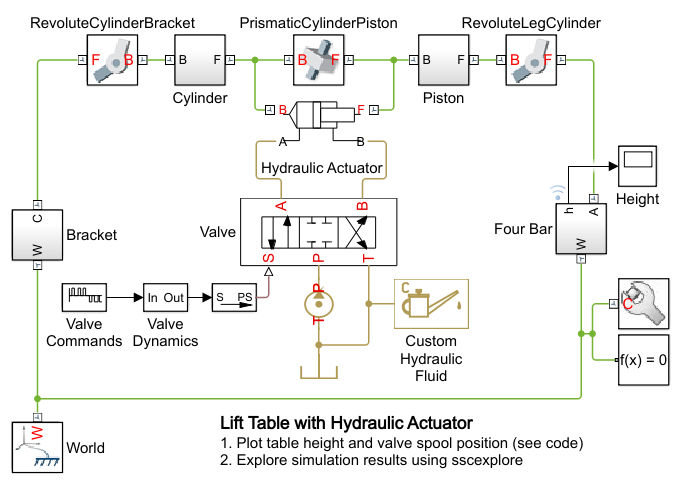 RevoluteCylinderBracket
PrismaticCylinderPiston
RevoluteLegCylinder
F B
B F
B F
B F
B F
Cylinder
Piston
B F
A B
Hydraulic Actuator
Height
h A
W
Four Bar
C
W
Bracket
A B
Valve
S P T
Valve
Commands
In Out
Valve
Dynamics
S PS
P
T
C
Custom
Hydraulic
Fluid
C
f(x) = 0
W
World
Lift Table with Hydraulic Actuator
1. Plot table height and valve spool position (see code)
2. Explore simulation results using sscexplore